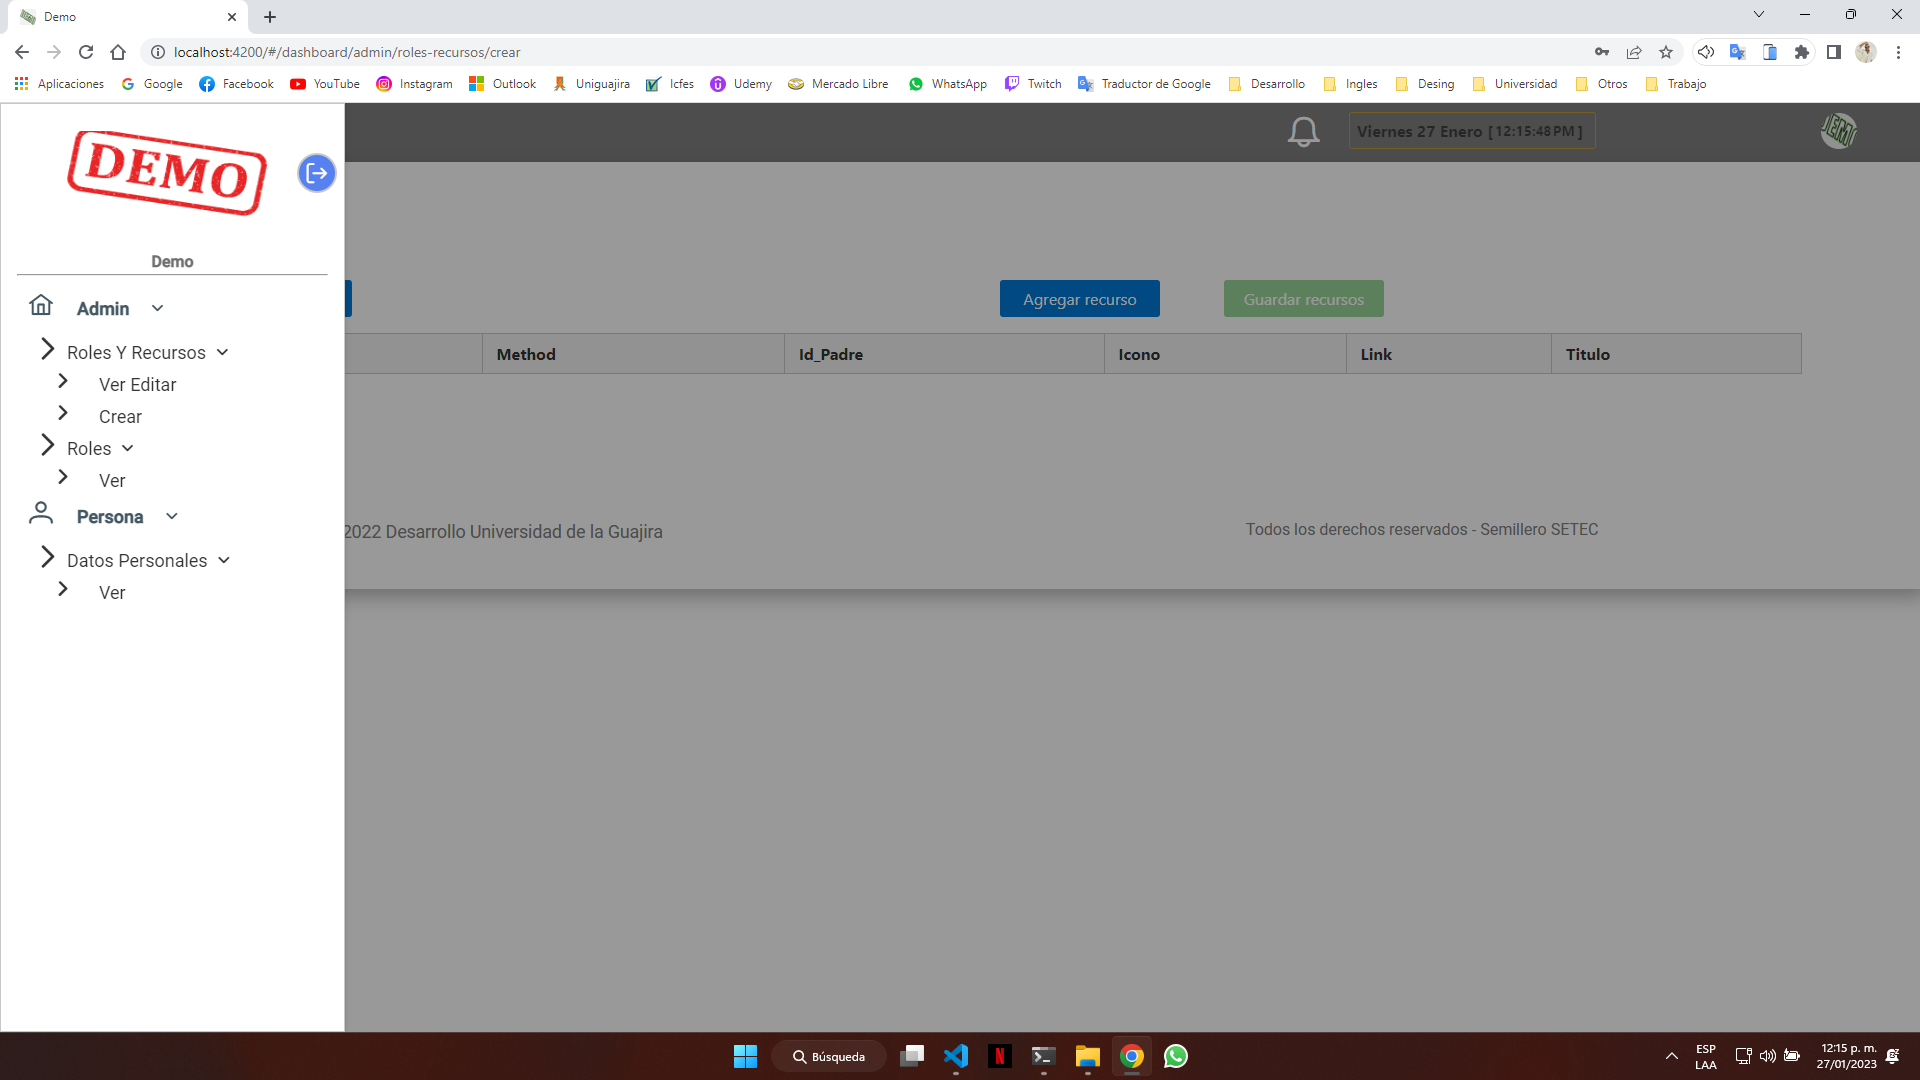 Demo
localhost:4200/#/dashboard/admin/roles-recursos/crear
Aplicaciones Google Facebook YouTube Instagram Outlook Uniguajira Icfes Udemy Mercado Libre WhatsApp Twitch Traductor de Google Desarrollo Ingles Desing Universidad Otros Trabajo
DEMO
Viernes 27 Enero [12:15:48 PM]
Demo
Agregar recurso
Guardar recursos
Admin
Roles Y Recursos
Ver Editar
Crear
Roles
Ver
Persona
Datos Personales
Ver
Method Id_Padre Icono Link Titulo
2022 Desarrollo Universidad de la Guajira
Todos los derechos reservados - Semillero SETEC
Búsqueda
ESP
LAA
12:15 p. m.
27/01/2023